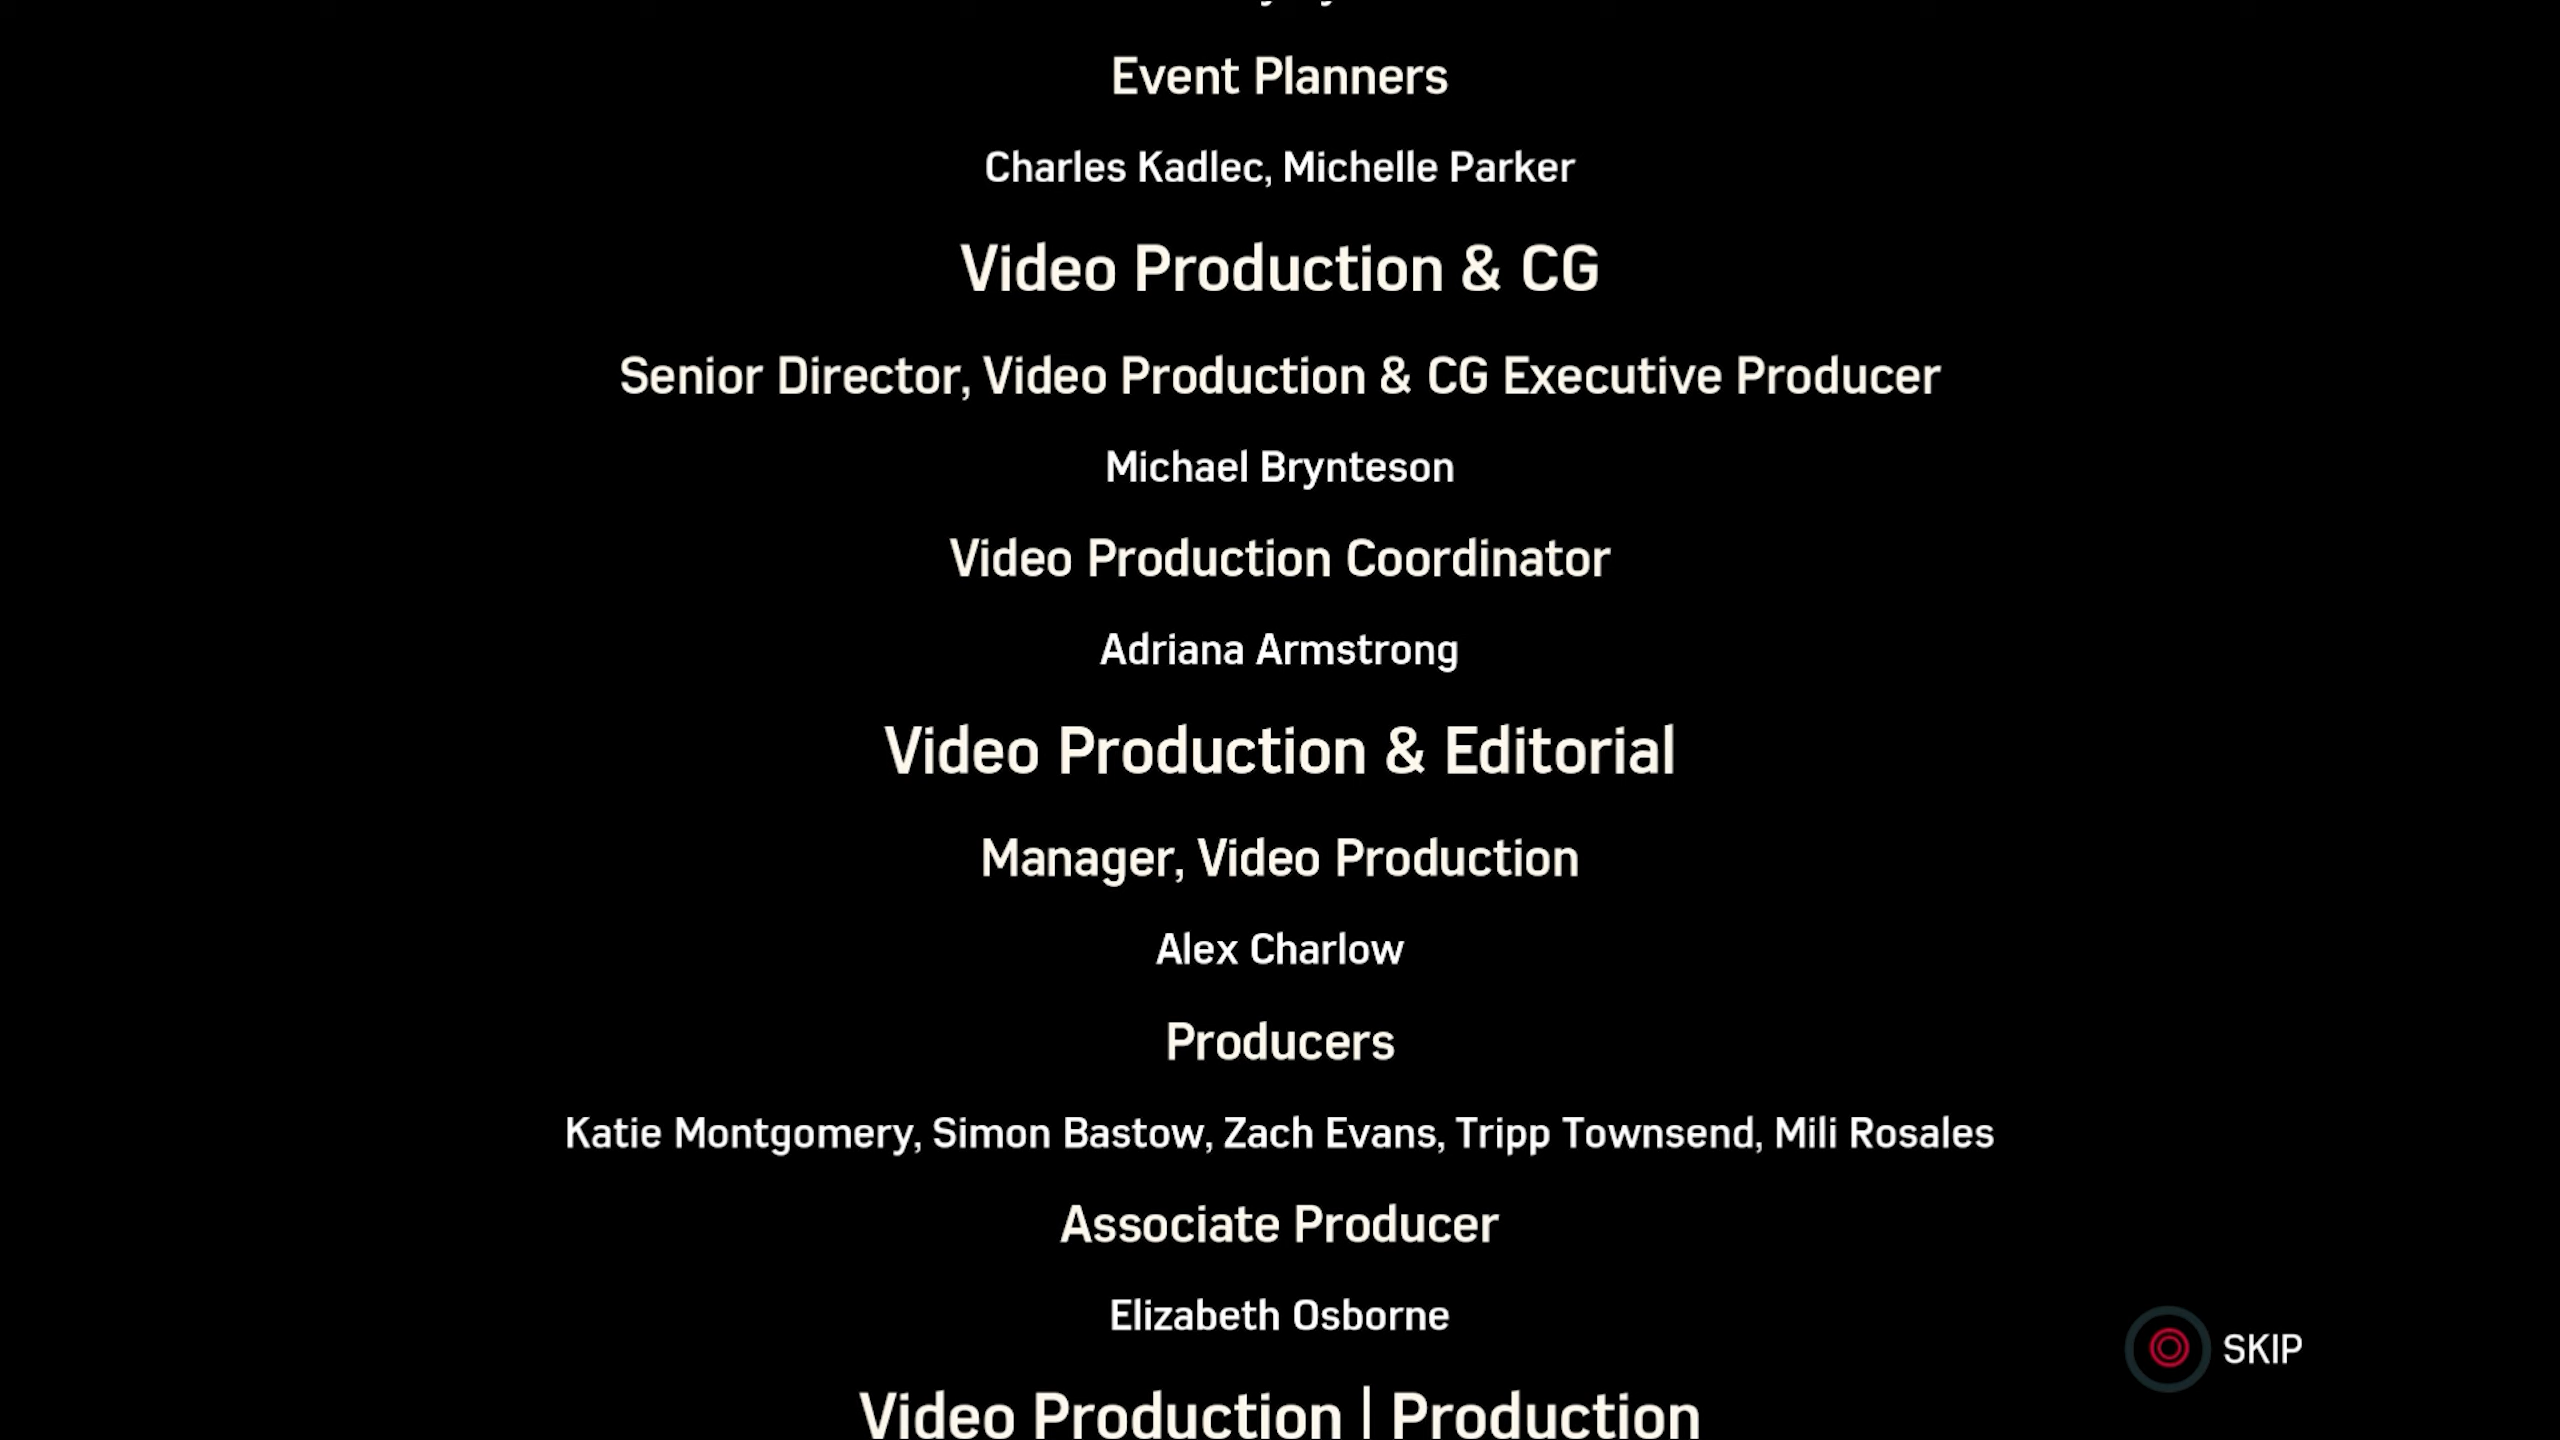 Event Planners
Charles Kadlec, Michelle Parker
Video Production & CG
Senior Director, Video Production & CG Executive Producer
Michael Brynteson
Video Production Coordinator
Adriana Armstrong
Video Production & Editorial
Manager, Video Production
Alex Charlow
Producers
Katie Montgomery, Simon Bastow, Zach Evans, Tripp Townsend, Mili Rosales
Associate Producer
Elizabeth Osborne
SKIP
Video Production | Production